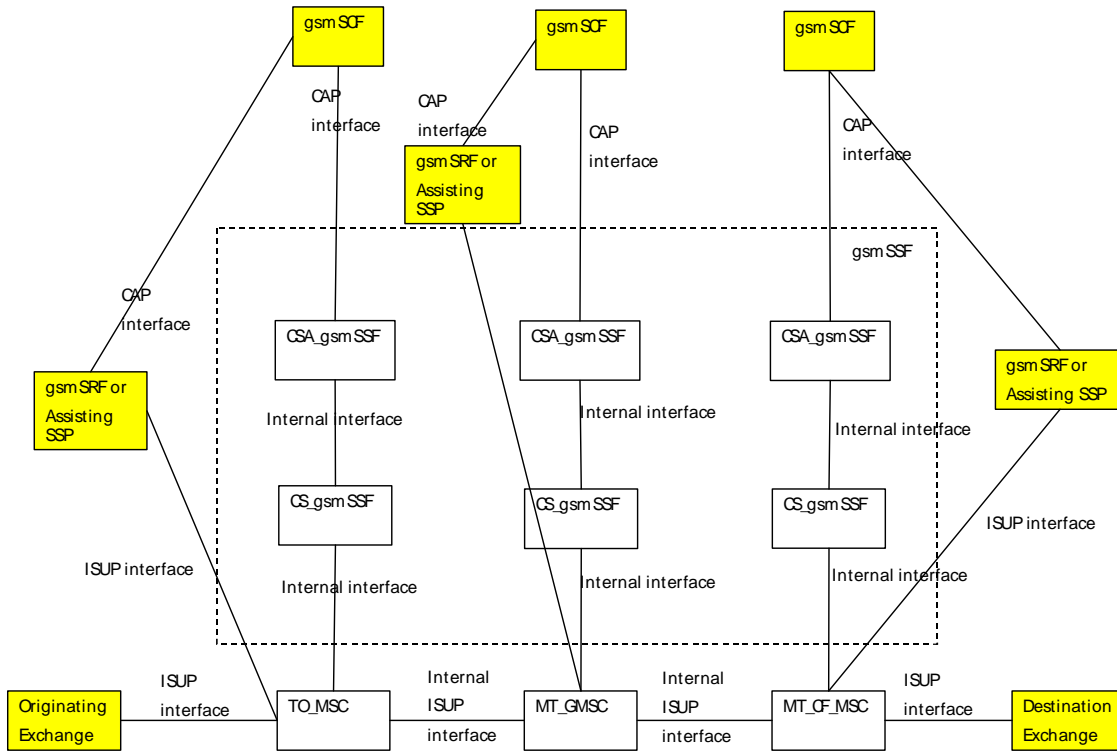 gsmSCF
gsmSCF
gsmSCF
CAP
interface
CAP
interface
CAP
interface
CAP
interface
gsmSRF or
Assisting
SSP
gsmSSF
CAP
interface
CSA_gsmSSF
CSA_gsmSSF
CSA_gsmSSF
gsmSRF or
Assisting
SSP
gsmSRF or
Assisting SSP
Internal interface
Internal interface
Internal interface
CS_gsmSSF
CS_gsmSSF
CS_gsmSSF
ISUP interface
ISUP interface
Internal interface
Internal interface
Internal interface
Originating
Exchange
ISUP
interface
TO_MSC
Internal
ISUP
interface
MT_GMSC
Internal
ISUP
interface
MT_CF_MSC
ISUP
interface
Destination
Exchange